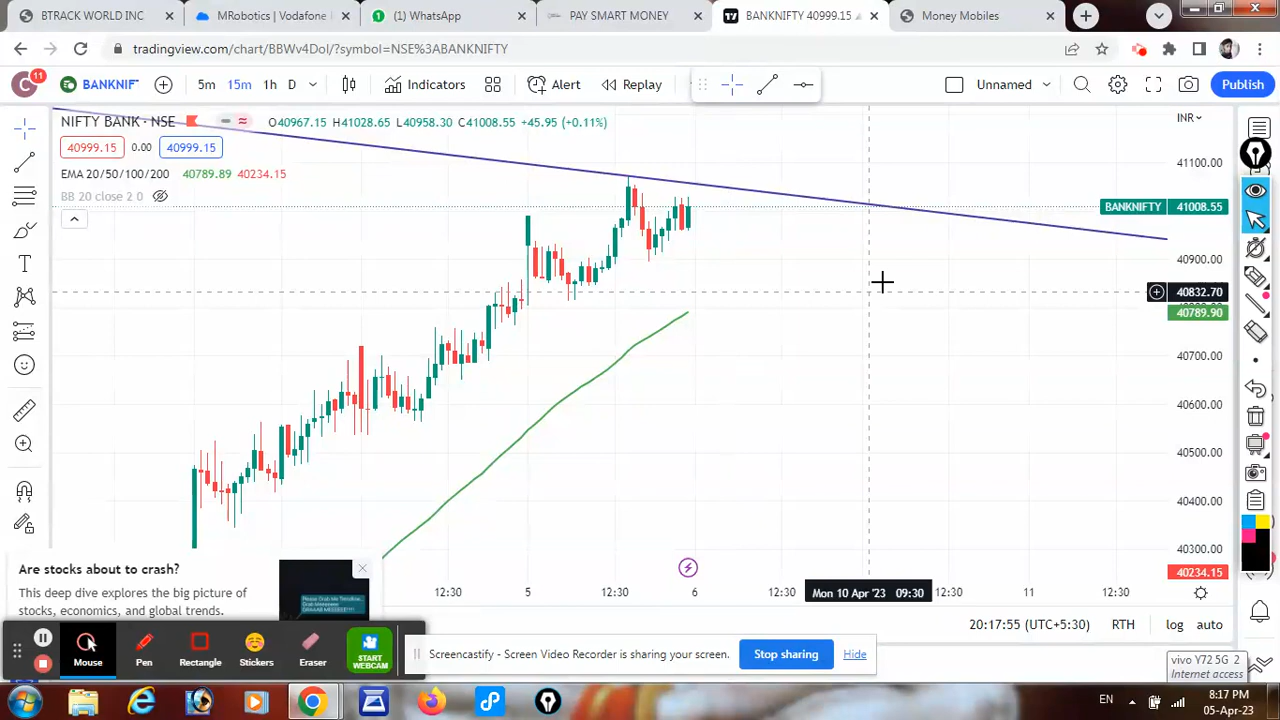 BTRACK WORLD INC
MRobotics | Vodafone I
(1) WhatsApp
PAY SMART MONEY
BANKNIFTY 40999.15
Money Mobiles
tradingview.com/chart/BBWv4Dol/?symbol=NSE%3ABANKNIFTY
C 11
BANKNIF
5m 15m 1h D
Indicators
Alert
Replay
Unnamed
Publish
NIFTY BANK · NSE
O40967.15 H41028.65 L40958.30 C41008.55 +45.95 (+0.11%)
INR
40999.15 0.00 40999.15
EMA 20/50/100/200 40789.89 40234.15
BB 20 close 2 0
41100.00
BANKNIFTY 41008.55
40900.00
40832.70
40789.90
40700.00
40600.00
40500.00
40400.00
40300.00
40234.15
Are stocks about to crash?
This deep dive explores the big picture of
stocks, economics, and global trends.
12:30 5 12:30 6 12:30 Mon 10 Apr '23 09:30 12:30 11 12:30
20:17:55 (UTC+5:30) RTH log auto
Mouse
Pen
Rectangle
Stickers
Eraser
START
WEBCAM
Screencastify - Screen Video Recorder is sharing your screen.
Stop sharing
Hide
vivo Y72 5G 2
Internet access
EN
8:17 PM
05-Apr-23